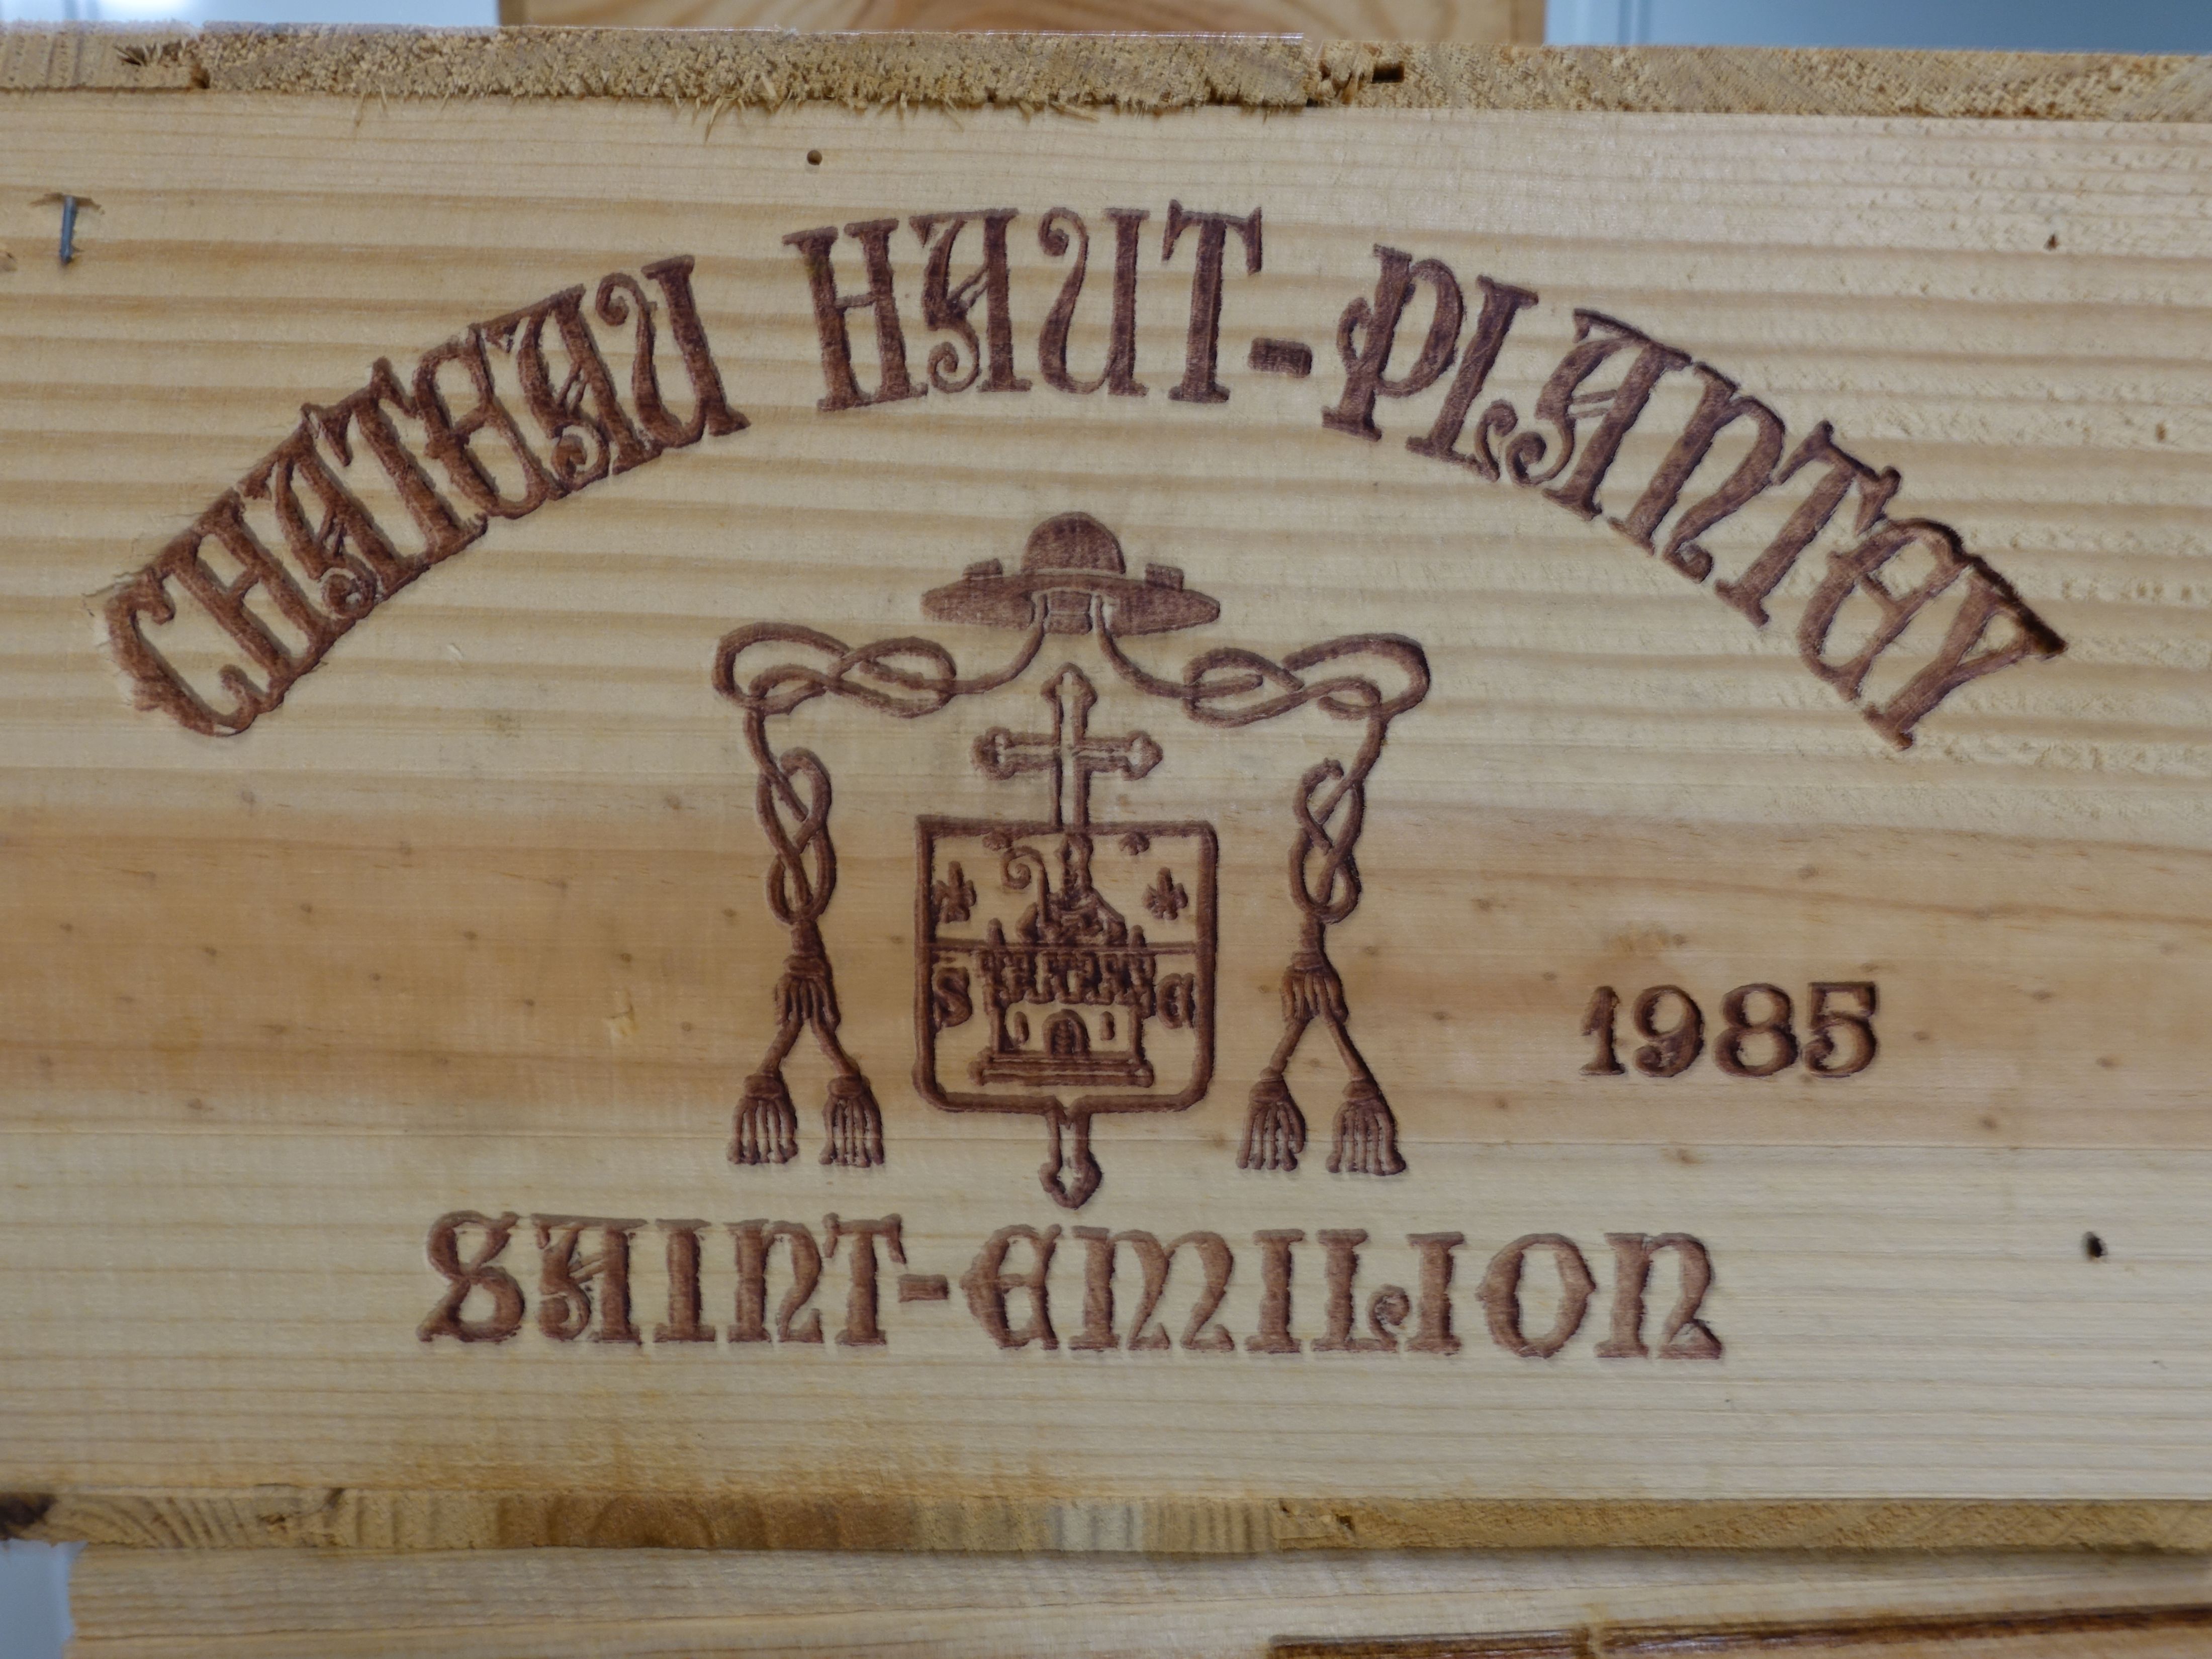 CHATEAU HAUT-PLANTEY
S E
1985
SAINT-EMILION